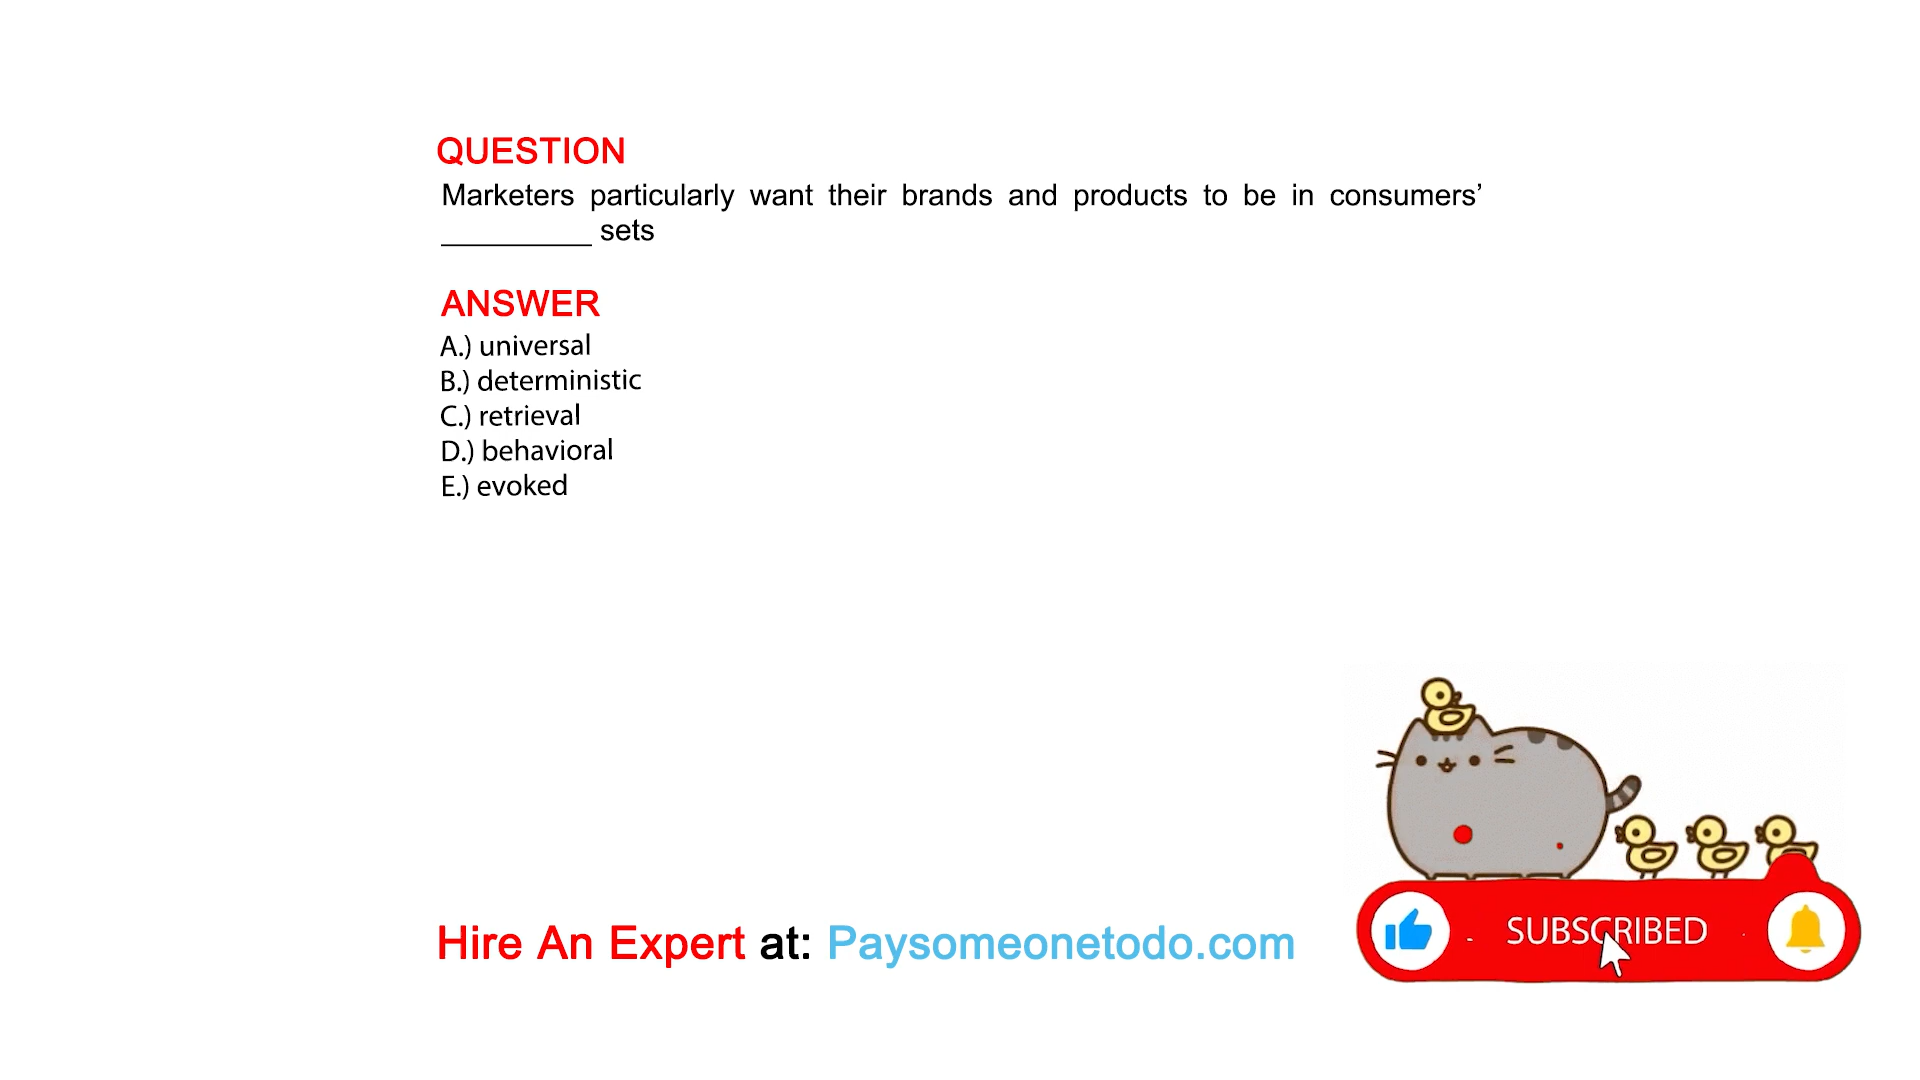 QUESTION
Marketers particularly want their brands and products to be in consumers’
__________ sets
ANSWER
A.) universal
B.) deterministic
C.) retrieval
D.) behavioral
E.) evoked
Hire An Expert at: Paysomeonetodo.com
SUBSCRIBED